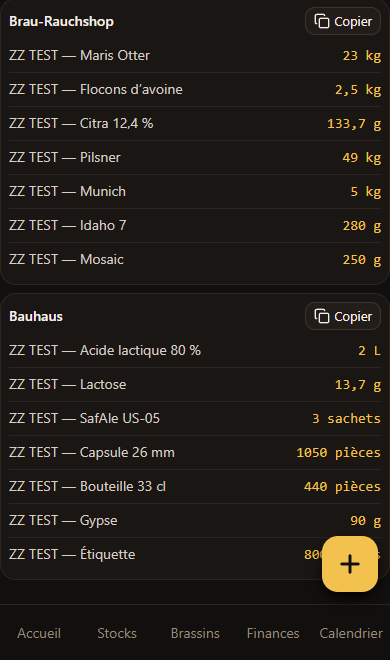 Brau-Rauchshop Copier
ZZ TEST — Maris Otter 23 kg
ZZ TEST — Flocons d’avoine 2,5 kg
ZZ TEST — Citra 12,4 % 133,7 g
ZZ TEST — Pilsner 49 kg
ZZ TEST — Munich 5 kg
ZZ TEST — Idaho 7 280 g
ZZ TEST — Mosaic 250 g
Bauhaus Copier
ZZ TEST — Acide lactique 80 % 2 L
ZZ TEST — Lactose 13,7 g
ZZ TEST — SafAle US-05 3 sachets
ZZ TEST — Capsule 26 mm 1050 pièces
ZZ TEST — Bouteille 33 cl 440 pièces
ZZ TEST — Gypse 90 g
ZZ TEST — Étiquette
Accueil Stocks Brassins Finances Calendrier